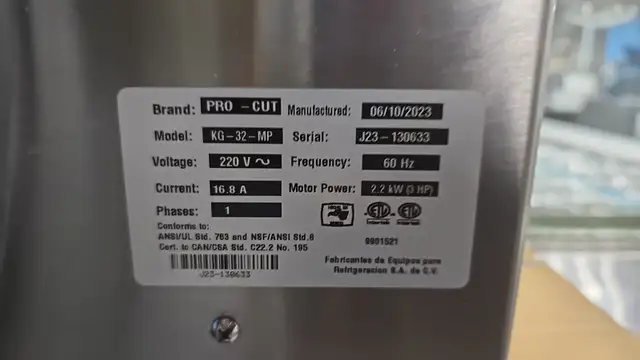 Brand: PRO - CUT Manufactured: 06/10/2023
Model: KG-32-MP Serial: J23-130633
Voltage: 220 V ~ Frequency: 60 Hz
Current: 16.8 A Motor Power: 2.2 kW (3 HP)
Phases: 1
Conforms to:
ANSI/UL Std. 763 and NSF/ANSI Std.8
Cert. to CAN/CSA Std. C22.2 No. 195
9901521
J23-130633
Fabricantes de Equipos para
Refrigeracion S.A. de C.V.